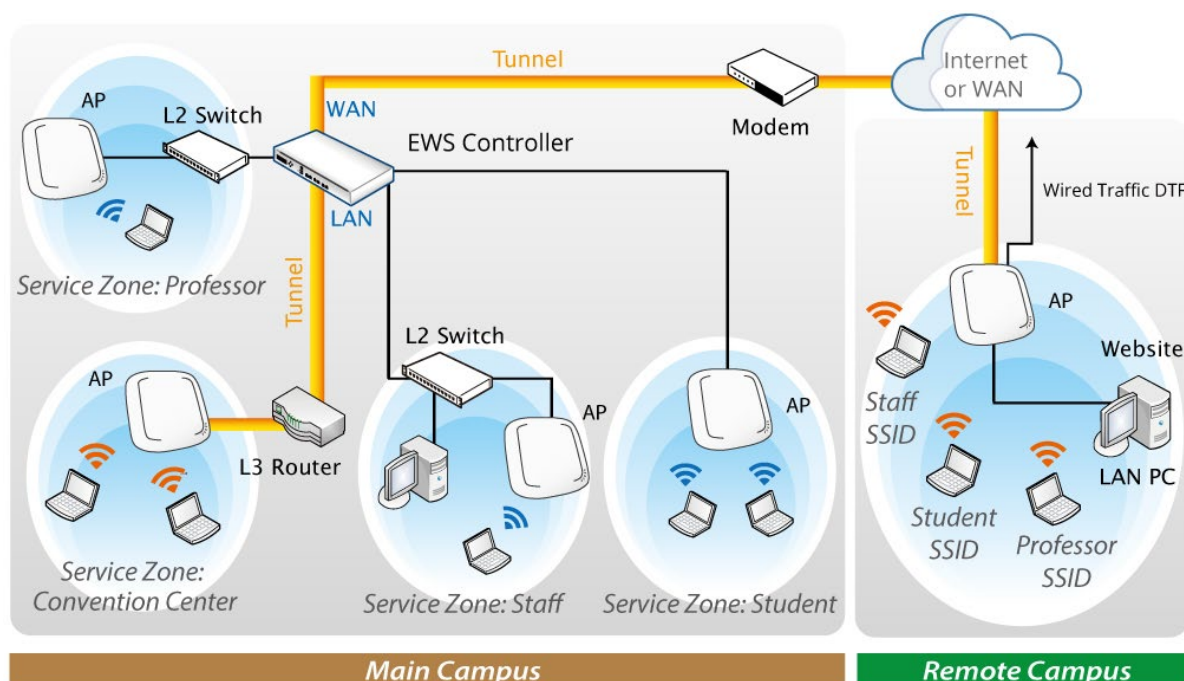 Tunnel
Internet
or WAN
AP
L2 Switch
WAN
EWS Controller
Modem
LAN
Tunnel
Wired Traffic DTF
Service Zone: Professor
Tunnel
AP
L2 Switch
Website
AP
AP
AP
Staff
SSID
L3 Router
LAN PC
Student
SSID
Professor
SSID
Service Zone:
Convention Center
Service Zone: Staff
Service Zone: Student
Main Campus
Remote Campus